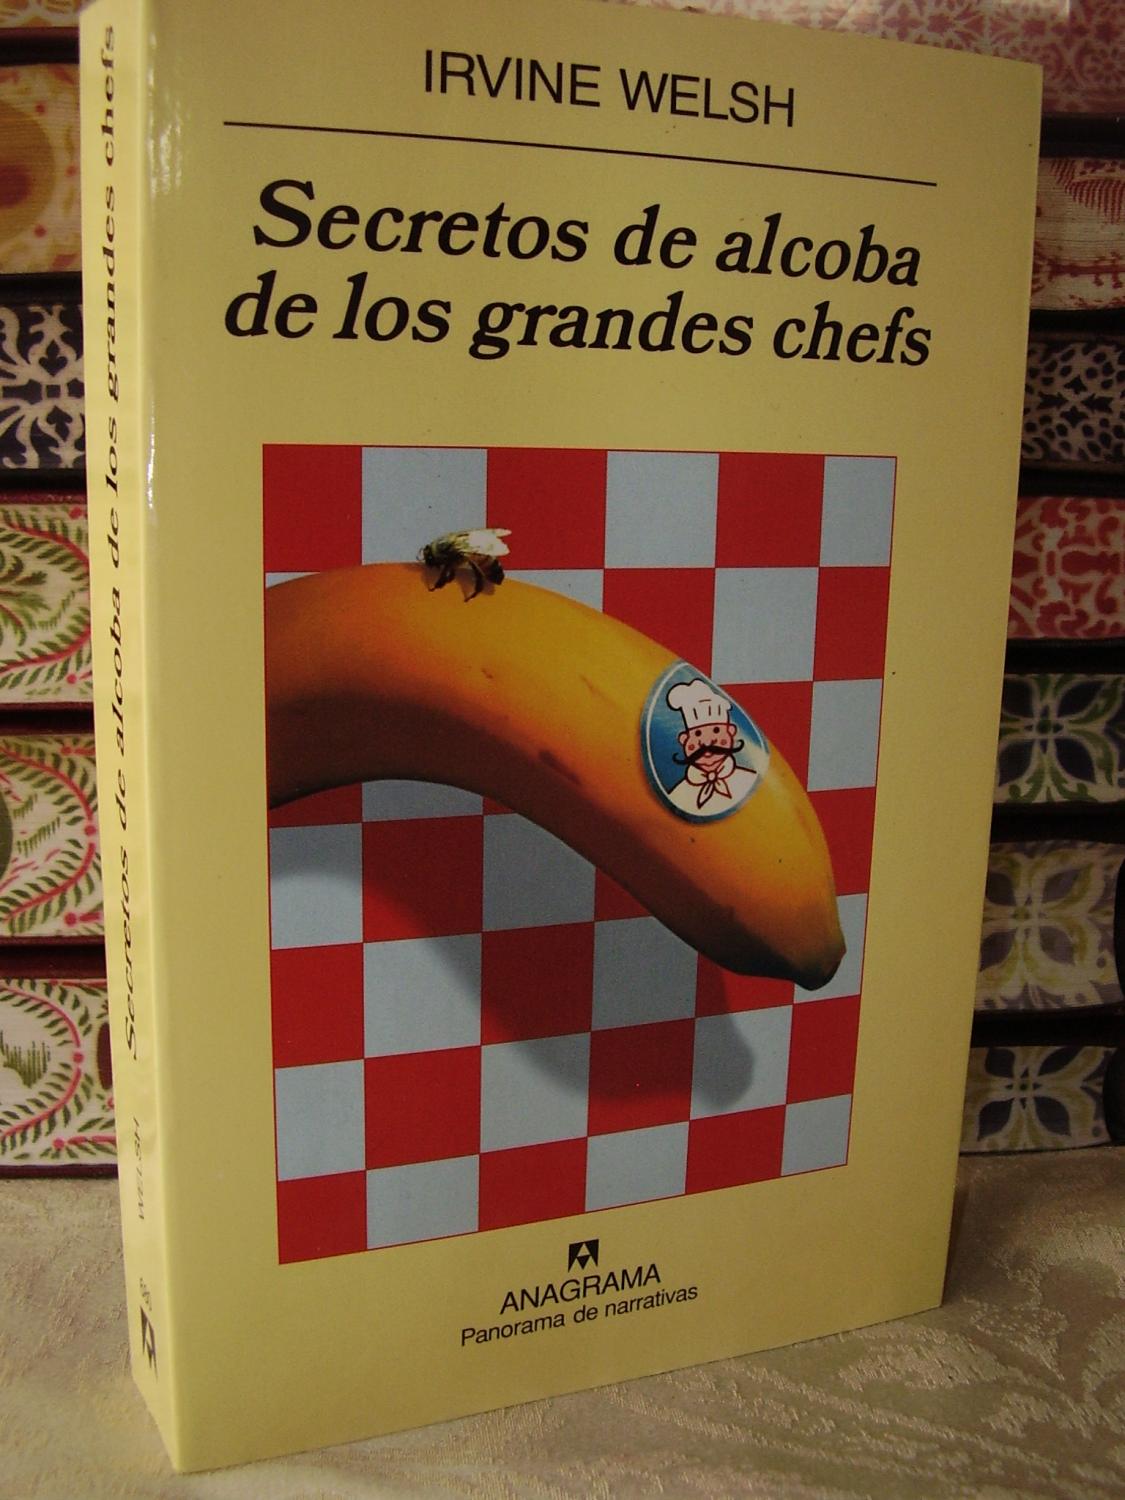 IRVINE WELSH
Secretos de alcoba
de los grandes chefs
ANAGRAMA
Panorama de narrativas
Secretos de alcoba de los grandes chefs
WELSH